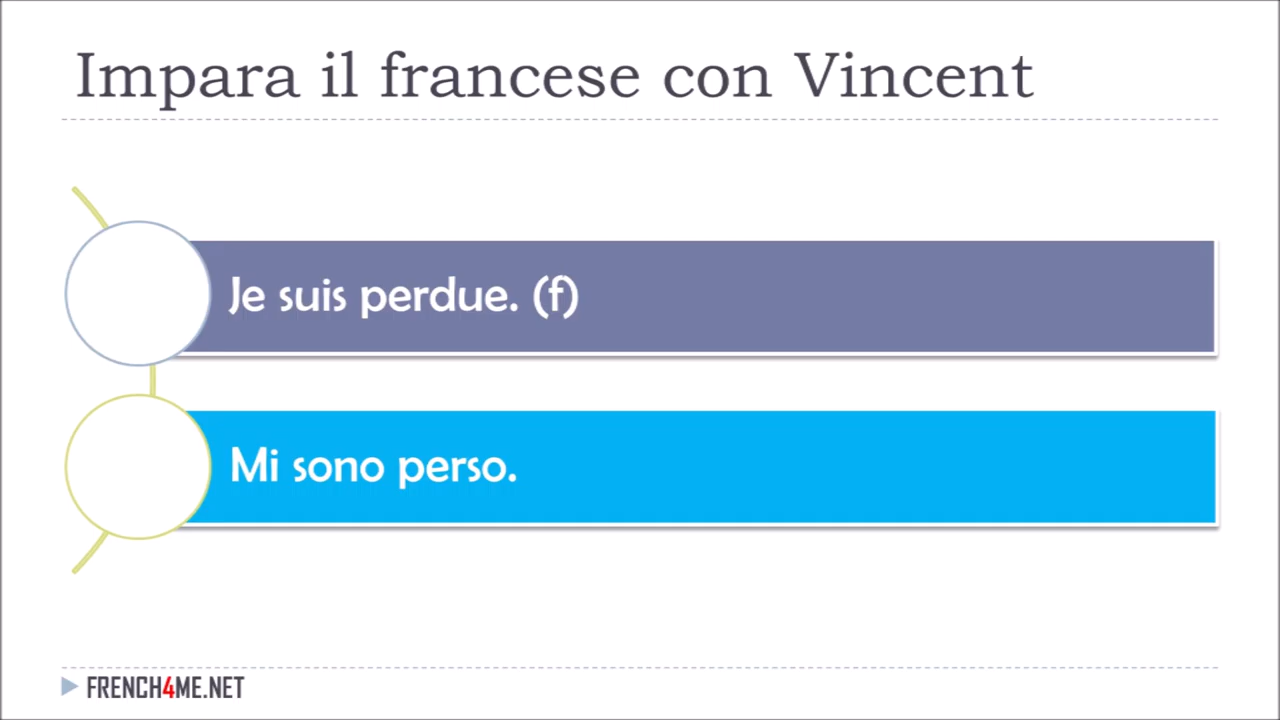 Impara il francese con Vincent
Je suis perdue. (f)
Mi sono perso.
FRENCH4ME.NET